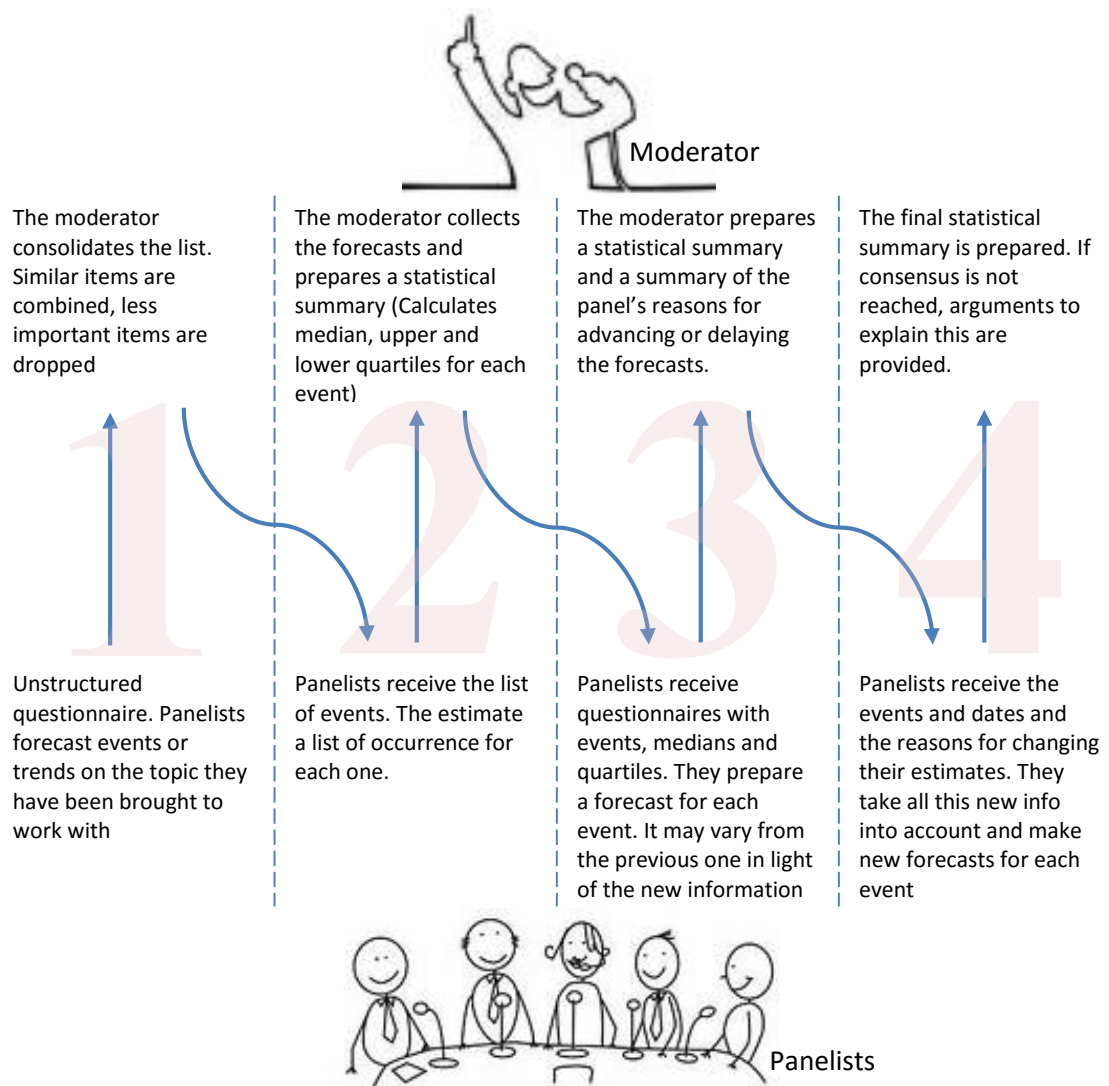 Moderator
The moderator
consolidates the list.
Similar items are
combined, less
important items are
dropped
The moderator collects
the forecasts and
prepares a statistical
summary (Calculates
median, upper and
lower quartiles for each
event)
The moderator prepares
a statistical summary
and a summary of the
panel’s reasons for
advancing or delaying
the forecasts.
The final statistical
summary is prepared. If
consensus is not
reached, arguments to
explain this are
provided.
1
2
3
4
Unstructured
questionnaire. Panelists
forecast events or
trends on the topic they
have been brought to
work with
Panelists receive the list
of events. The estimate
a list of occurrence for
each one.
Panelists receive
questionnaires with
events, medians and
quartiles. They prepare
a forecast for each
event. It may vary from
the previous one in light
of the new information
Panelists receive the
events and dates and
the reasons for changing
their estimates. They
take all this new info
into account and make
new forecasts for each
event
Panelists